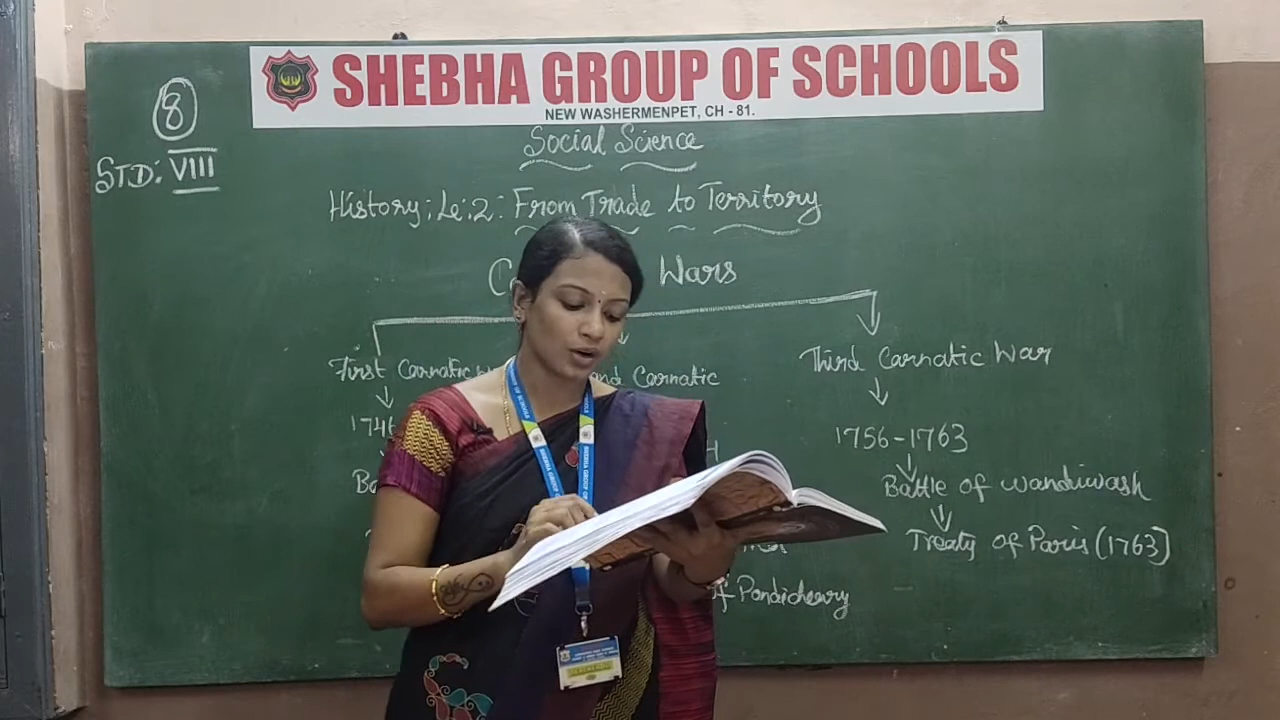 SHEBHA GROUP OF SCHOOLS
NEW WASHERMENPET, CH - 81.
8
STD: VIII
Social Science
History: Le:2: From Trade to Territory
Wars
First Carnatic
Carnatic
Third Carnatic War
1756-1763
Battle of wandiwash
Treaty of Paris (1763)
of Pondicherry